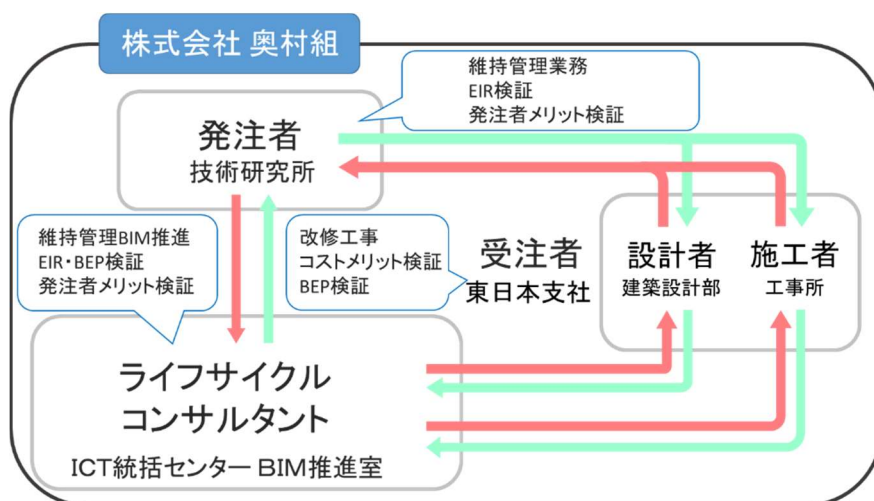 株式会社 奥村組
維持管理業務
EIR検証
発注者メリット検証
発注者
技術研究所
維持管理BIM推進
EIR・BEP検証
発注者メリット検証
改修工事
コストメリット検証
BEP検証
受注者
東日本支社
設計者
建築設計部
施工者
工事所
ライフサイクル
コンサルタント
ICT統括センター BIM推進室